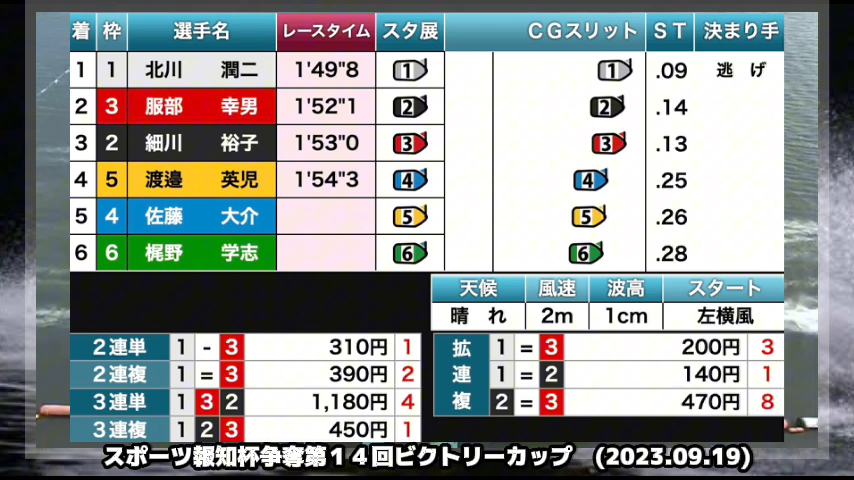 着 枠 選手名 レースタイム スタ展 CGスリット ST 決まり手
1 1 北川 潤二 1'49"8 1 1 .09 逃げ
2 3 服部 幸男 1'52"1 2 2 .14
3 2 細川 裕子 1'53"0 3 3 .13
4 5 渡邉 英児 1'54"3 4 4 .25
5 4 佐藤 大介 5 5 .26
6 6 梶野 学志 6 6 .28
天候 風速 波高 スタート
晴れ 2m 1cm 左横風
2連単 1-3 310円 1
2連複 1=3 390円 2
3連単 1 3 2 1,180円 4
3連複 1 2 3 450円 1
拡連複 1=3 200円 3
1=2 140円 1
2=3 470円 8
スポーツ報知杯争奪第14回ビクトリーカップ (2023.09.19)